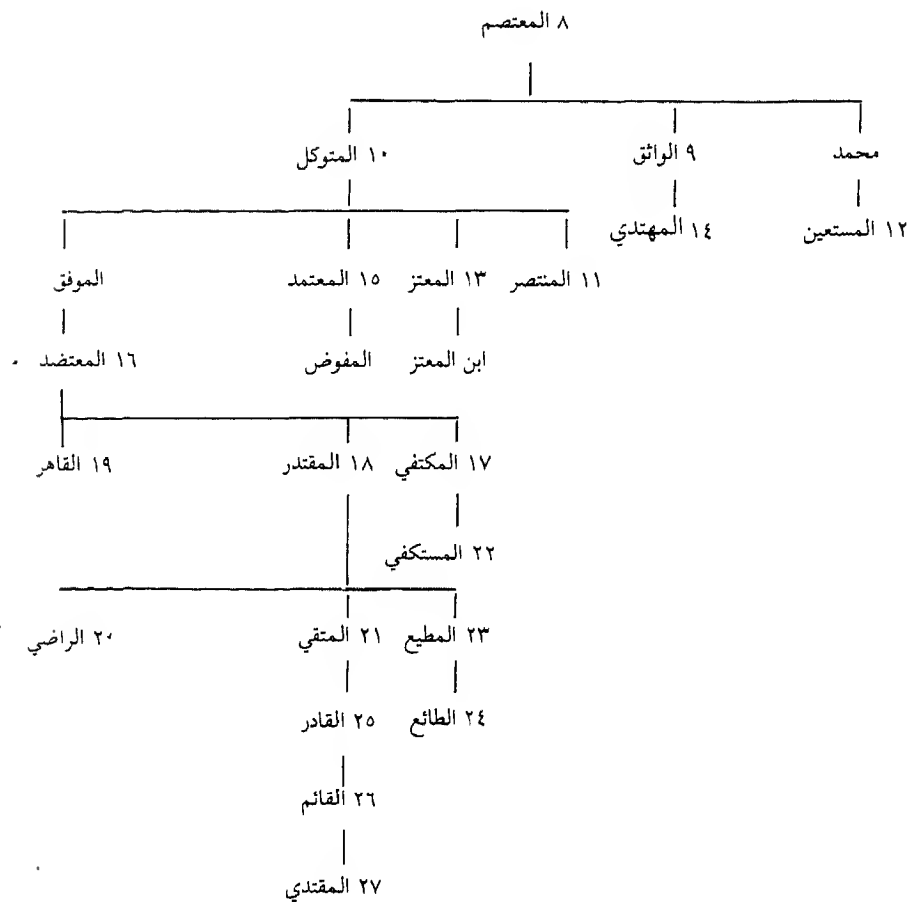 ٨ المعتصم
محمد
٩ الواثق
١٠ المتوكل
١٢ المستعين
١٤ المهتدي
١١ المنتصر
١٣ المعتز
١٥ المعتمد
الموفق
ابن المعتز
المفوض
١٦ المعتضد
١٧ المكتفي
١٨ المقتدر
١٩ القاهر
٢٢ المستكفي
٢٣ المطيع
٢١ المتقي
٢٠ الراضي
٢٤ الطائع
٢٥ القادر
٢٦ القائم
٢٧ المقتدي